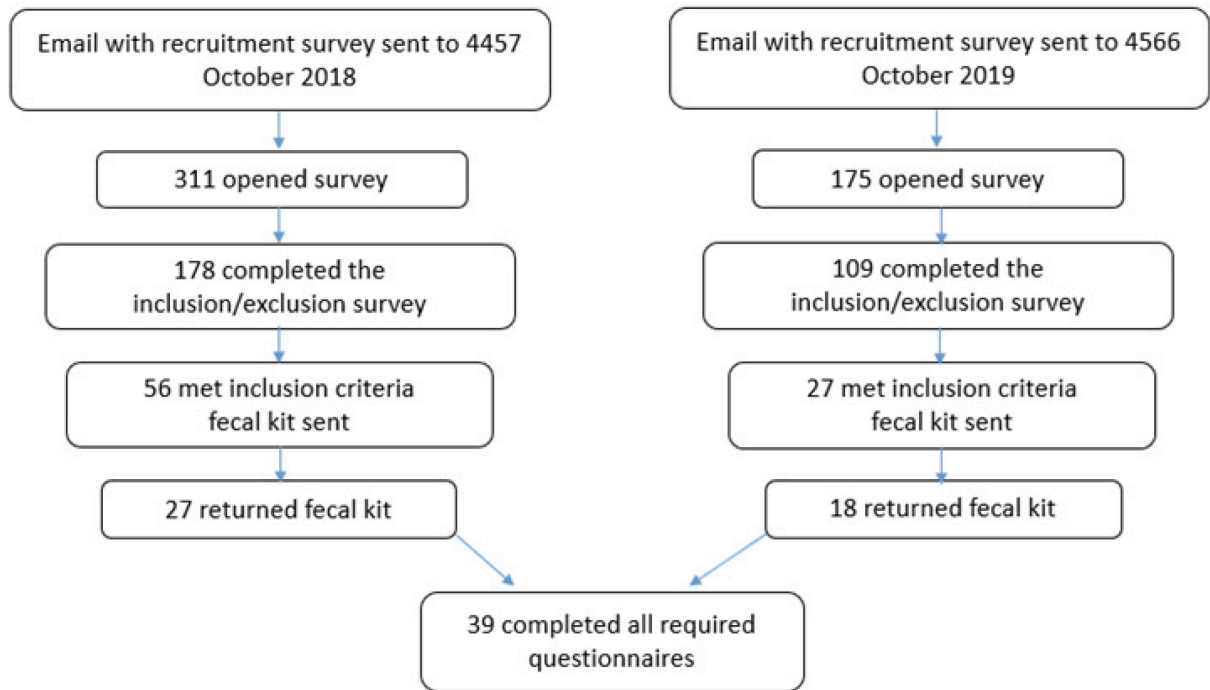 Email with recruitment survey sent to 4457
October 2018
311 opened survey
178 completed the
inclusion/exclusion survey
56 met inclusion criteria
fecal kit sent
27 returned fecal kit
Email with recruitment survey sent to 4566
October 2019
175 opened survey
109 completed the
inclusion/exclusion survey
27 met inclusion criteria
fecal kit sent
18 returned fecal kit
39 completed all required
questionnaires